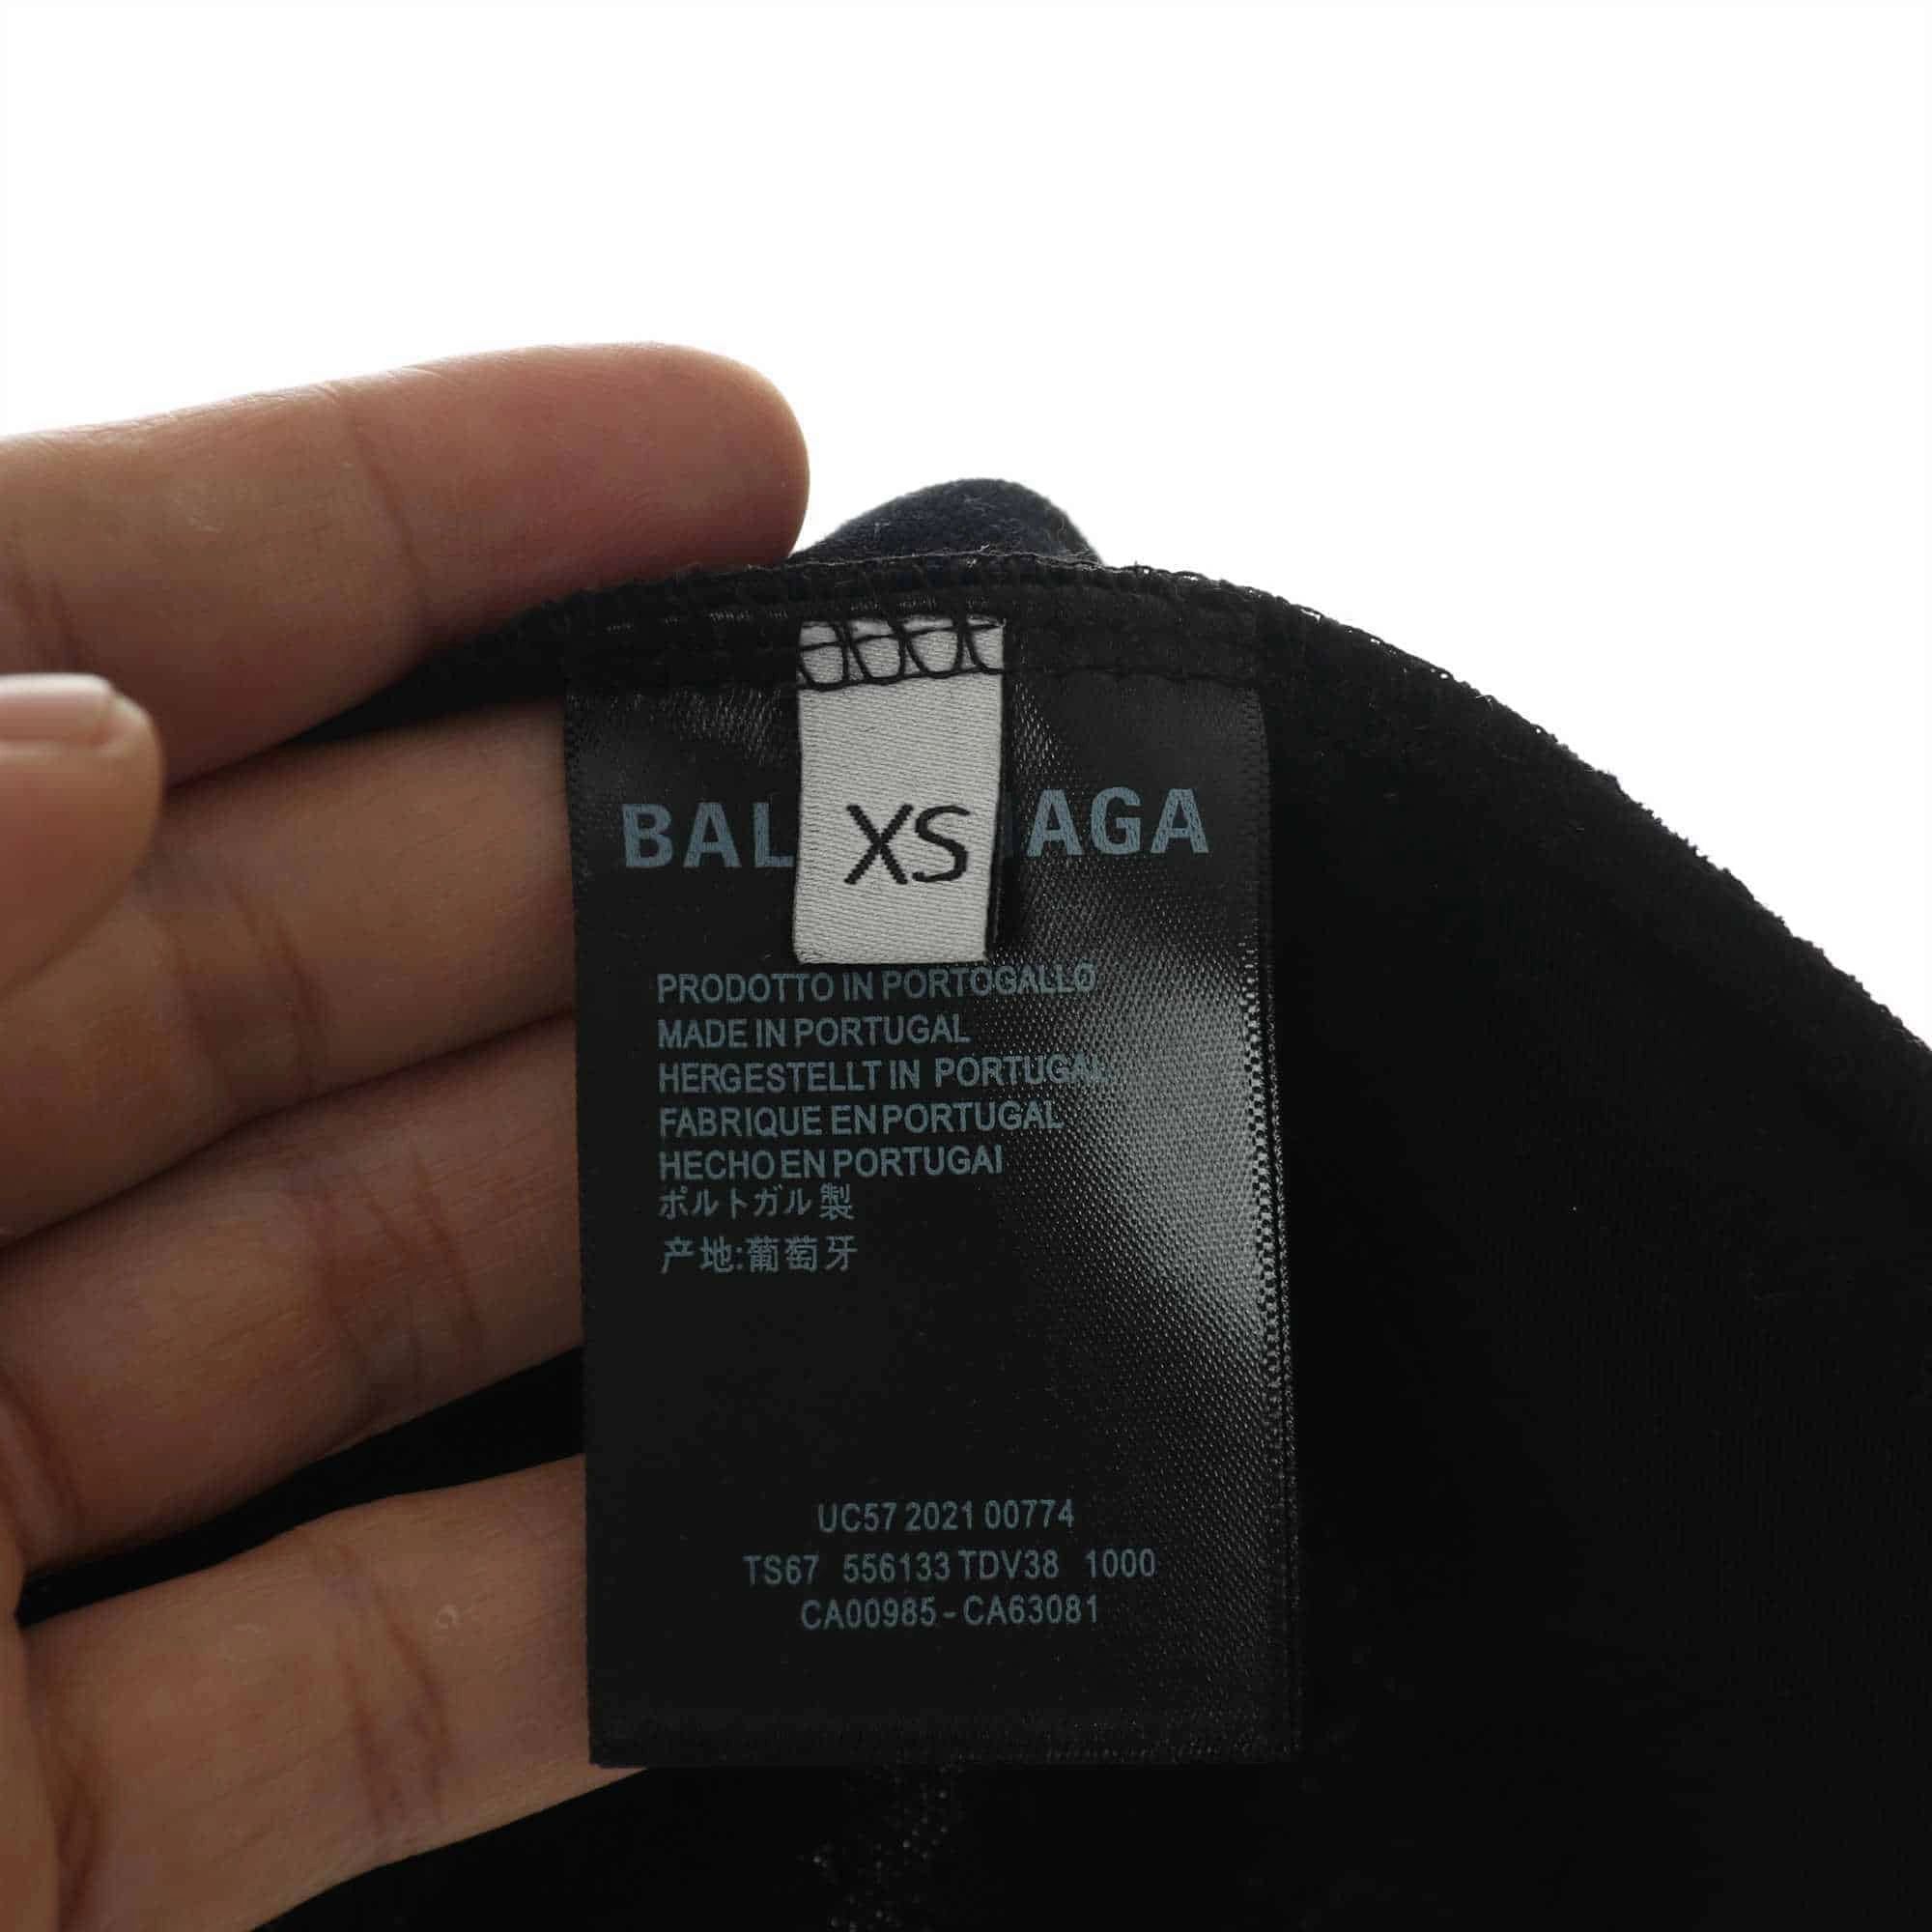 BAL AGA
XS
PRODOTTO IN PORTOGALLO
MADE IN PORTUGAL
HERGESTELLT IN PORTUGAL
FABRIQUE EN PORTUGAL
HECHO EN PORTUGAI
ポルトガル製
产地:葡萄牙
UC57 2021 00774
TS67 556133 TDV38 1000
CA00985-CA63081